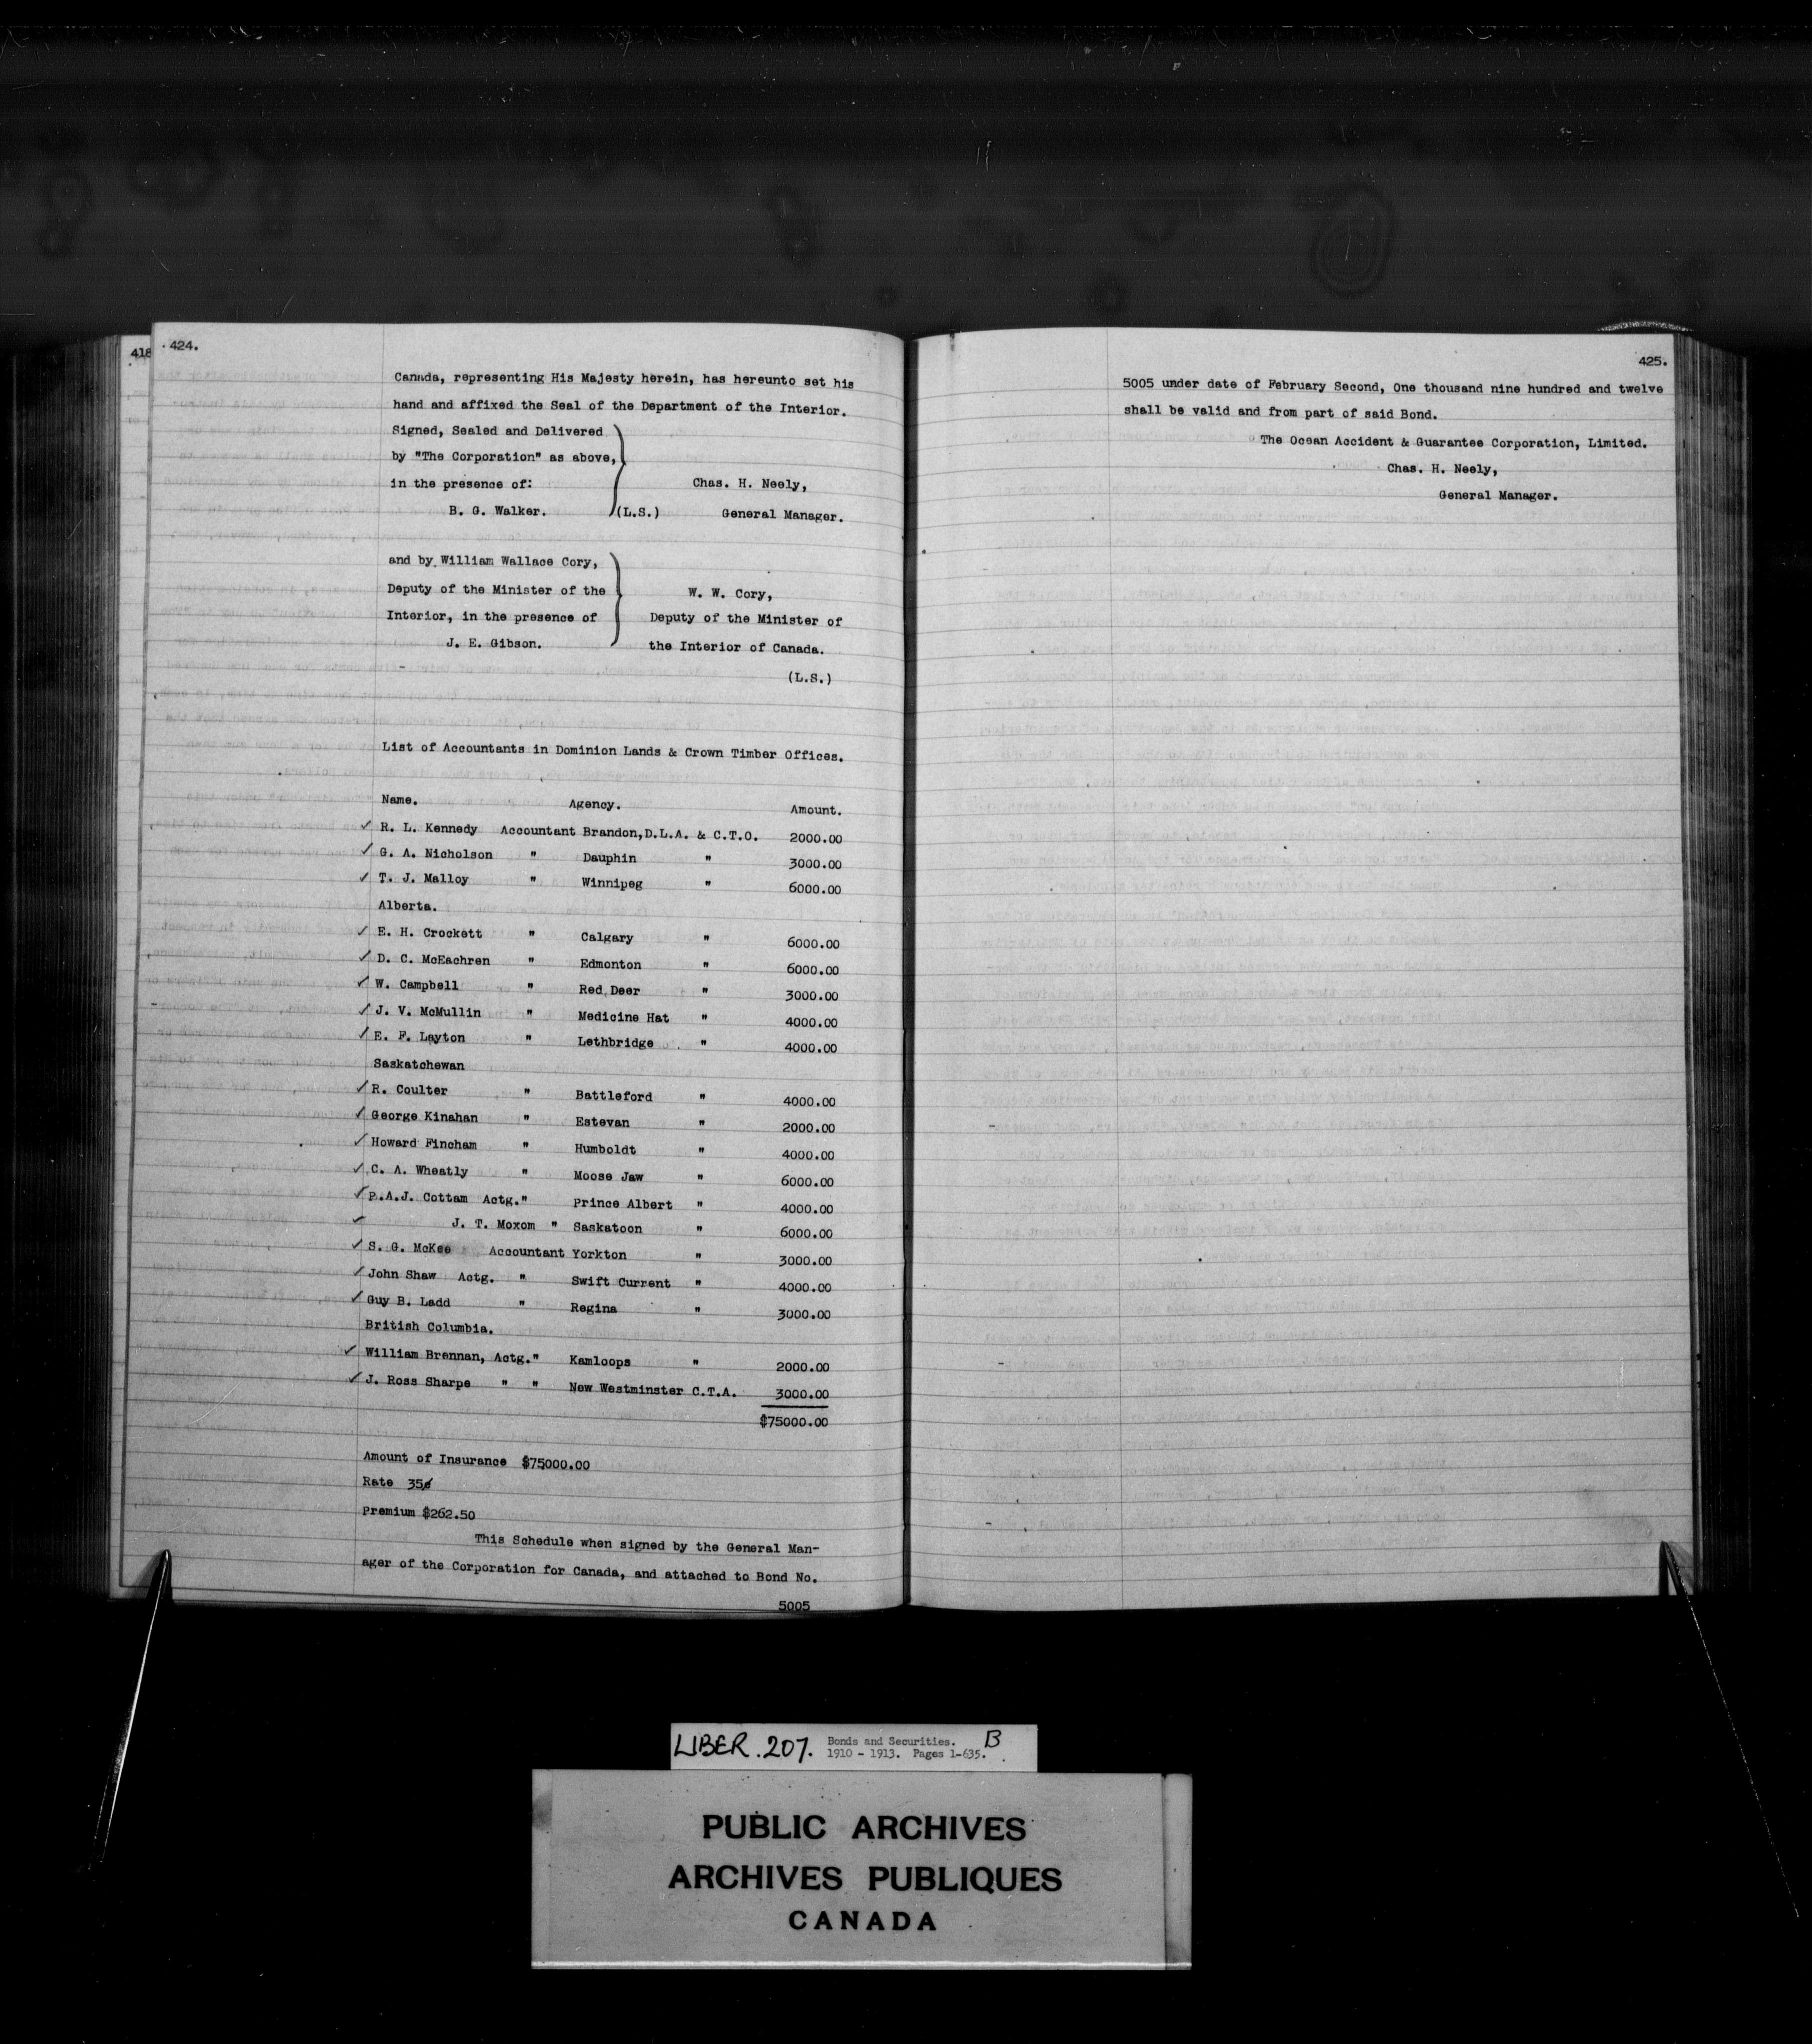 418
424.
Canada, representing His Majesty herein, has hereunto set his
hand and affixed the Seal of the Department of the Interior.
Signed, Sealed and Delivered
by "The Corporation" as above,
in the presence of: Chas. H. Neely,
B. G. Walker. (L.S.) General Manager.
and by William Wallace Cory,
Deputy of the Minister of the W. W. Cory,
Interior, in the presence of Deputy of the Minister of
J. E. Gibson. the Interior of Canada.
(L.S.)
List of Accountants in Dominion Lands & Crown Timber Offices.
Name. Agency. Amount.
✓ R. L. Kennedy Accountant Brandon, D.L.A. & C.T.O. 2000.00
✓ G. A. Nicholson " Dauphin " 3000.00
✓ T. J. Malloy " Winnipeg " 6000.00
Alberta.
✓ E. H. Crockett " Calgary " 6000.00
✓ D. C. McEachren " Edmonton " 6000.00
✓ W. Campbell " Red Deer " 3000.00
✓ J. V. McMullin " Medicine Hat " 4000.00
✓ E. F. Layton " Lethbridge " 4000.00
Saskatchewan
✓ R. Coulter " Battleford " 4000.00
✓ George Kinahan " Estevan " 2000.00
✓ Howard Fincham " Humboldt " 4000.00
✓ C. A. Wheatly " Moose Jaw " 6000.00
✓ P.A.J. Cottam Actg. " Prince Albert " 4000.00
✓ J. T. Moxom " Saskatoon " 6000.00
✓ S. G. McKee Accountant Yorkton " 3000.00
✓ John Shaw Actg. " Swift Current " 4000.00
✓ Guy B. Ladd " Regina " 3000.00
British Columbia.
✓ William Brennan, Actg. " Kamloops " 2000.00
✓ J. Ross Sharpe " " New Westminster C.T.A. 3000.00
$75000.00
Amount of Insurance $75000.00
Rate 35¢
Premium $262.50
This Schedule when signed by the General Man-
ager of the Corporation for Canada, and attached to Bond No.
5005
425.
5005 under date of February Second, One thousand nine hundred and twelve
shall be valid and from part of said Bond.
The Ocean Accident & Guarantee Corporation, Limited.
Chas. H. Neely,
General Manager.
LIBER. 207. Bonds and Securities. B
1910 - 1913. Pages 1-635.
PUBLIC ARCHIVES
ARCHIVES PUBLIQUES
CANADA